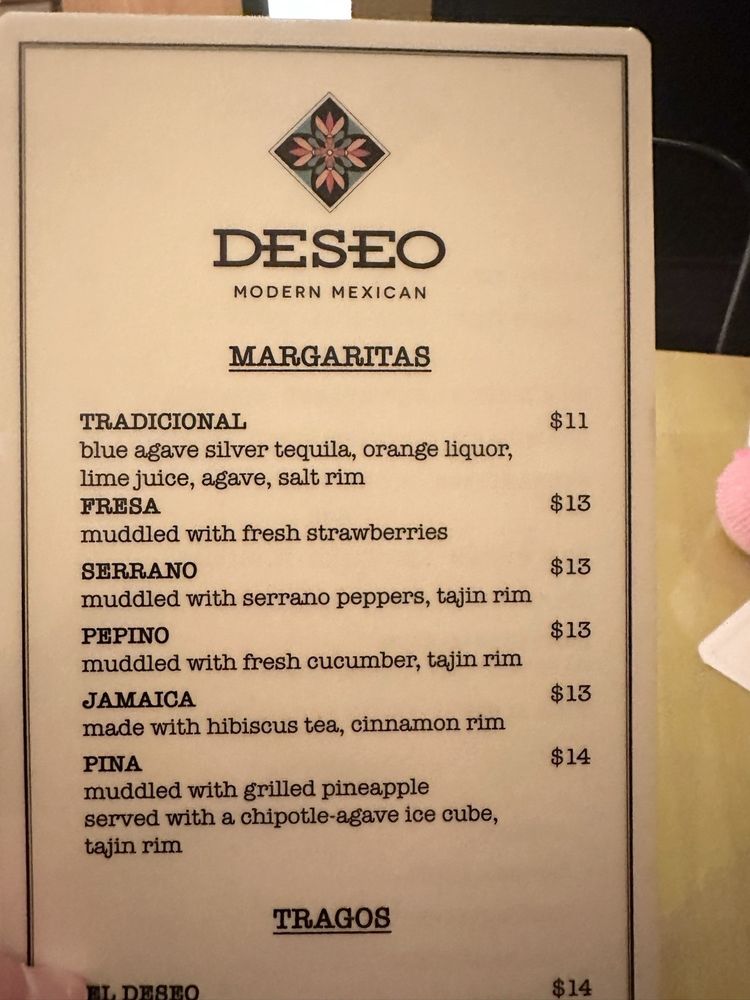 DESEO
MODERN MEXICAN
MARGARITAS
TRADICIONAL $11
blue agave silver tequila, orange liquor,
lime juice, agave, salt rim
FRESA $13
muddled with fresh strawberries
SERRANO $13
muddled with serrano peppers, tajin rim
PEPINO $13
muddled with fresh cucumber, tajin rim
JAMAICA $13
made with hibiscus tea, cinnamon rim
PINA $14
muddled with grilled pineapple
served with a chipotle-agave ice cube,
tajin rim
TRAGOS
EL DESEO $14